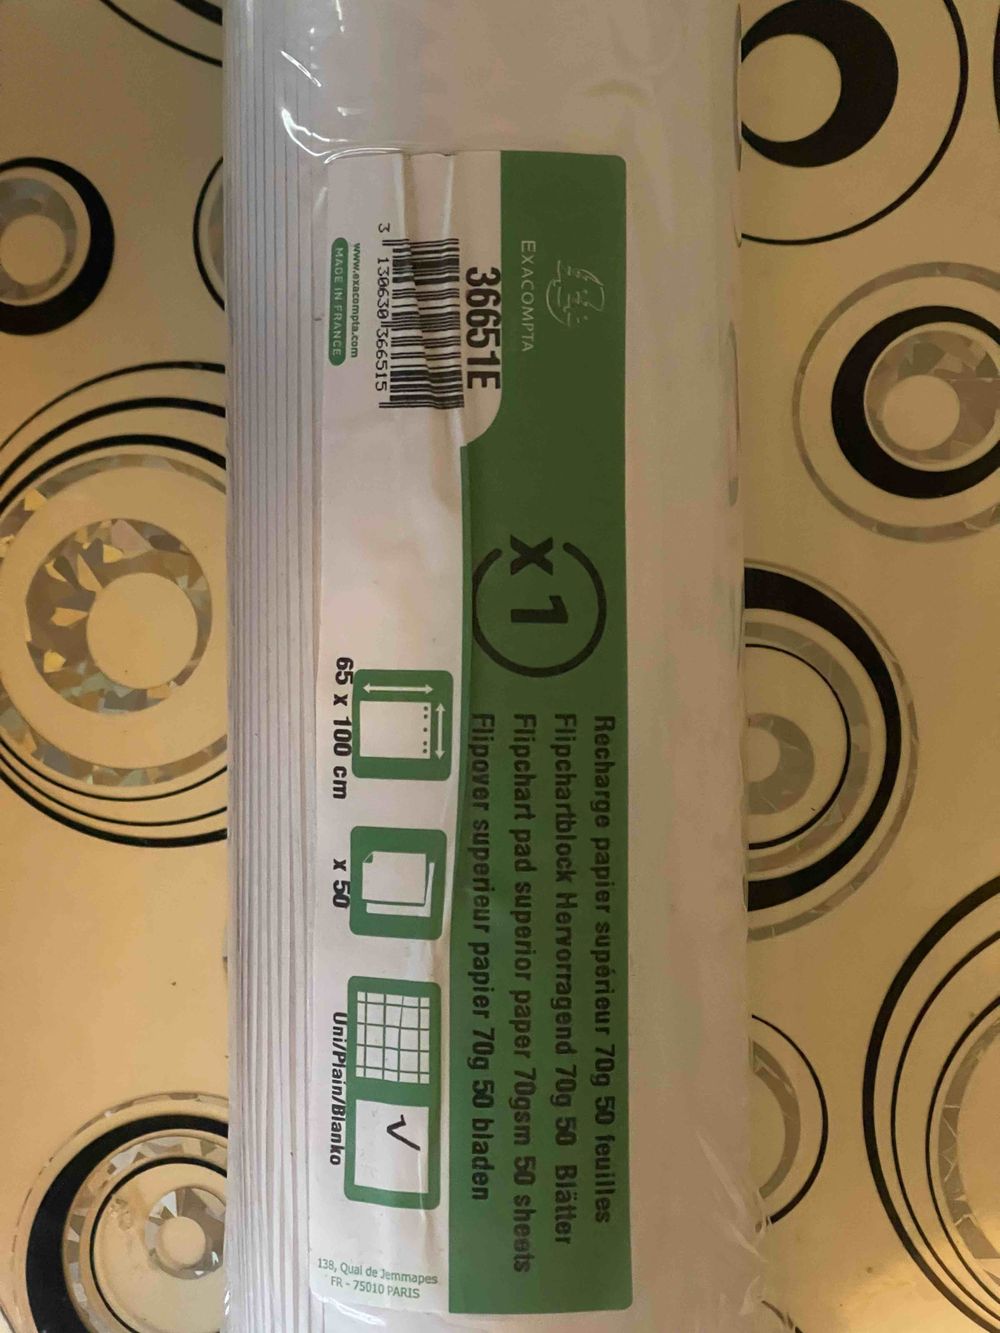 EXACOMPTA
36651E
3 130630 366515
www.exacompta.com
MADE IN FRANCE
x 1
Recharge papier supérieur 70g 50 feuilles
Flipchartblock Hervorragend 70g 50 Blätter
Flipchart pad superior paper 70gsm 50 sheets
Flipover superieur papier 70g 50 bladen
65 x 100 cm
x 50
Uni/Plain/Blanko
138, Quai de Jemmapes
FR - 75010 PARIS